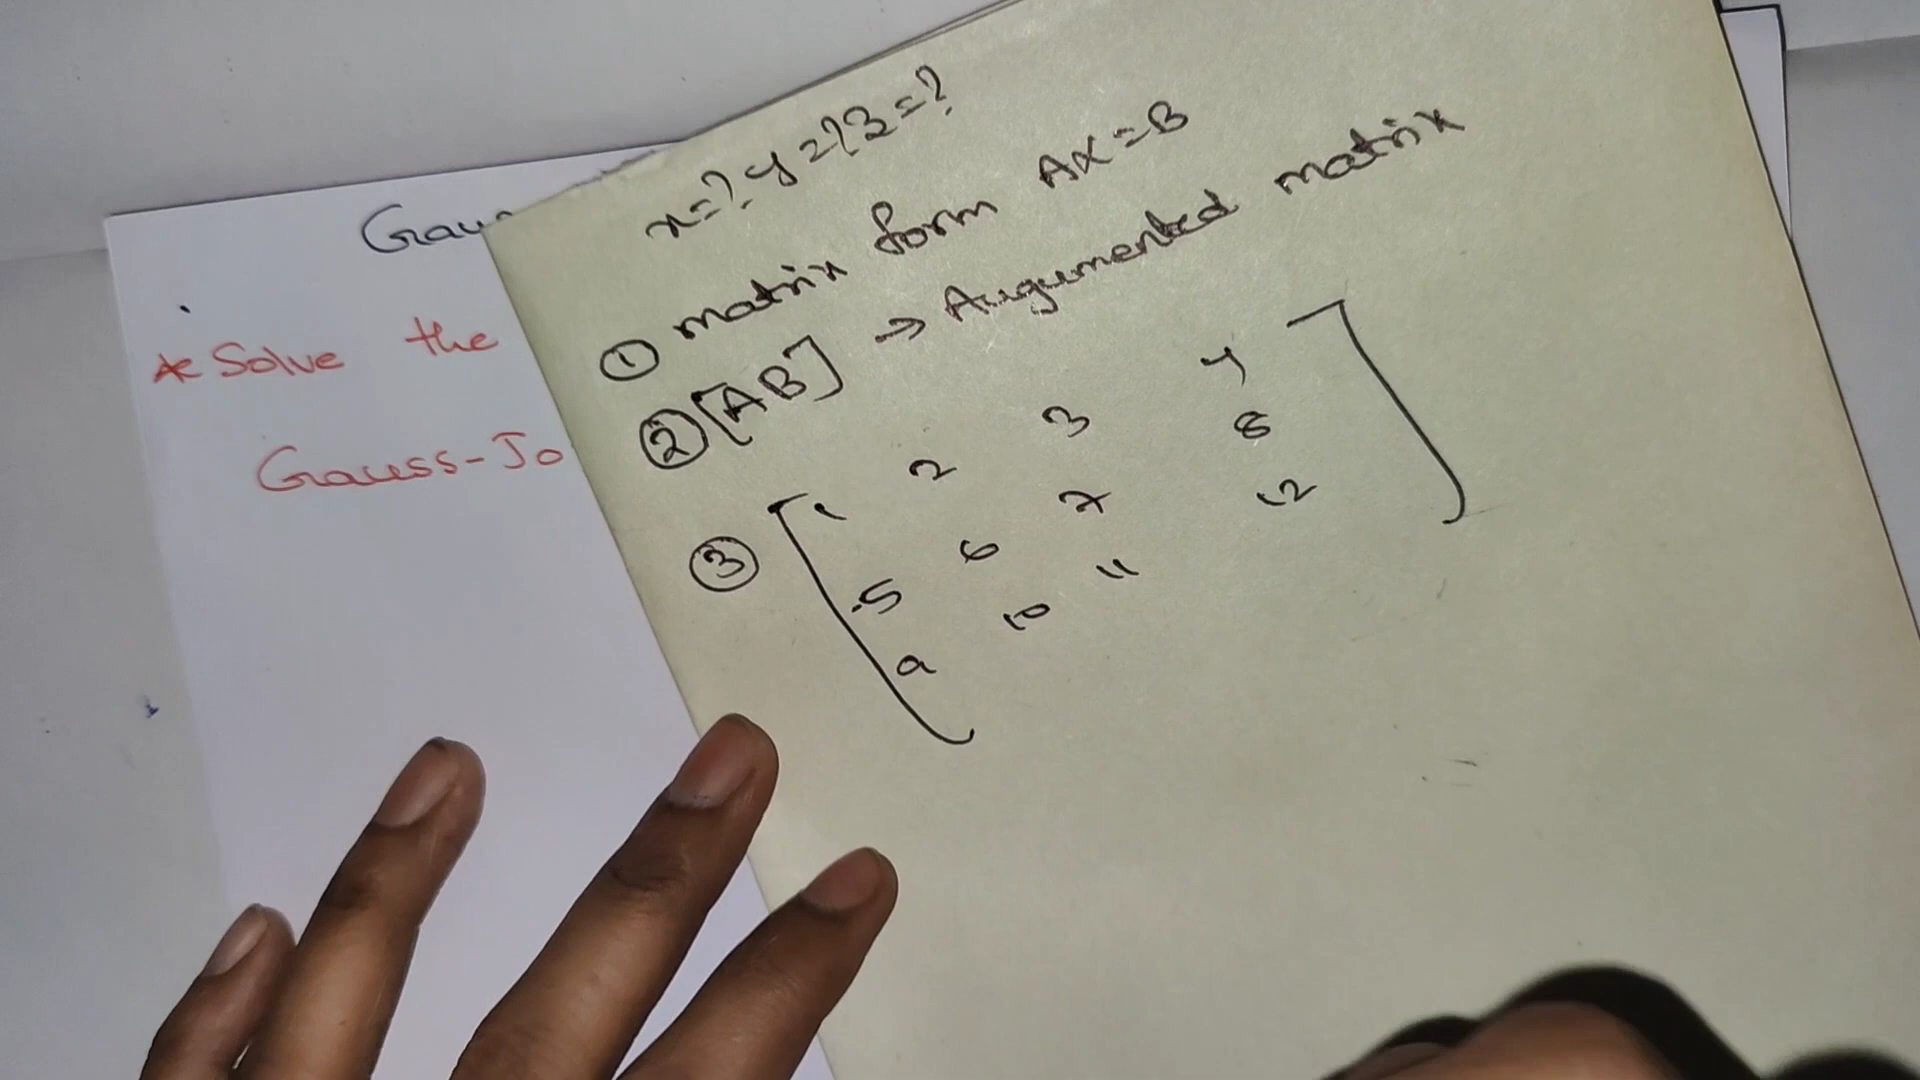 Gau
* Solve the
Gauss-Jo
x=? y=? z=?
① matrix form AX=B
② [AB] → Augumented matrix
③ [ 1 2 3 4
5 6 7 8
9 10 11 12 ]